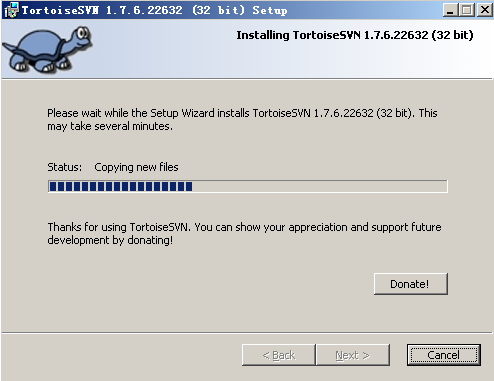 TortoiseSVN 1.7.6.22632 (32 bit) Setup
Installing TortoiseSVN 1.7.6.22632 (32 bit)
Please wait while the Setup Wizard installs TortoiseSVN 1.7.6.22632 (32 bit). This
may take several minutes.
Status: Copying new files
Thanks for using TortoiseSVN. You can show your appreciation and support future
development by donating!
Donate!
< Back Next > Cancel